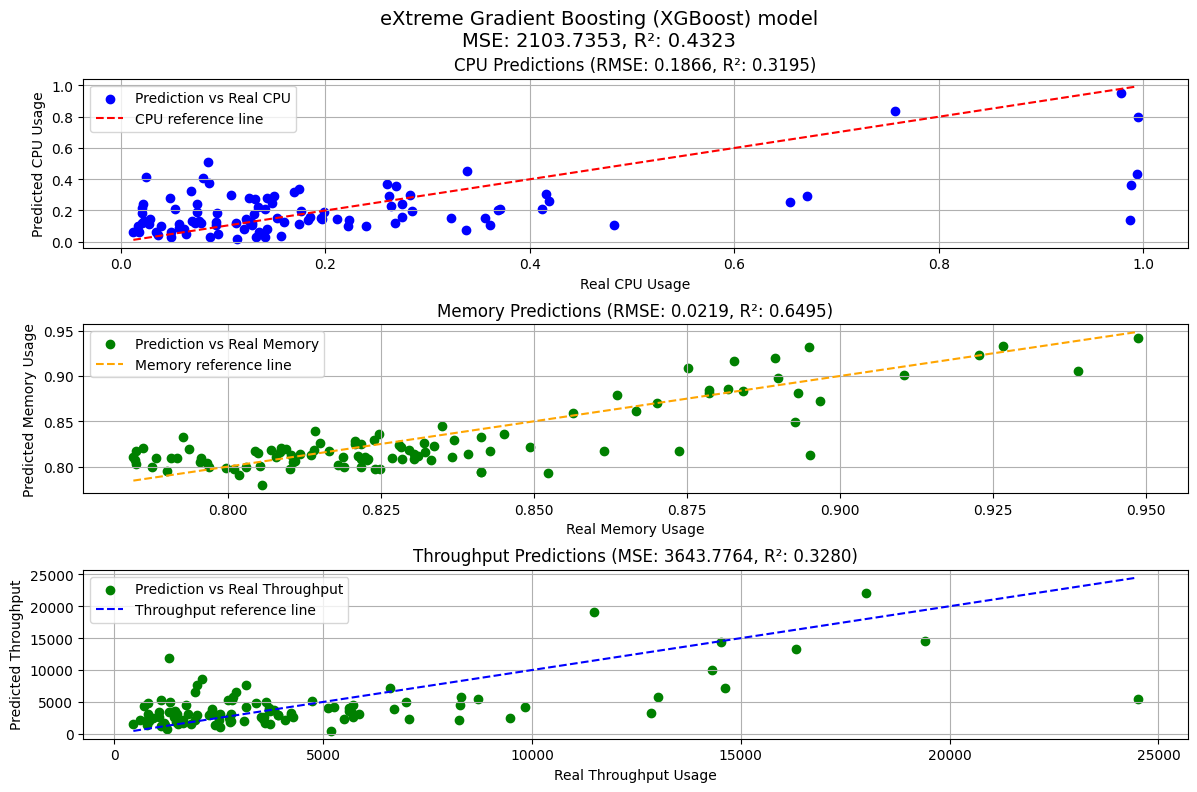 eXtreme Gradient Boosting (XGBoost) model
MSE: 2103.7353, R²: 0.4323
CPU Predictions (RMSE: 0.1866, R²: 0.3195)
Predicted CPU Usage
1.0
0.8
0.6
0.4
0.2
0.0
Prediction vs Real CPU
CPU reference line
0.0 0.2 0.4 0.6 0.8 1.0
Real CPU Usage
Memory Predictions (RMSE: 0.0219, R²: 0.6495)
Predicted Memory Usage
0.95
0.90
0.85
0.80
Prediction vs Real Memory
Memory reference line
0.800 0.825 0.850 0.875 0.900 0.925 0.950
Real Memory Usage
Throughput Predictions (MSE: 3643.7764, R²: 0.3280)
Predicted Throughput
25000
20000
15000
10000
5000
0
Prediction vs Real Throughput
Throughput reference line
0 5000 10000 15000 20000 25000
Real Throughput Usage